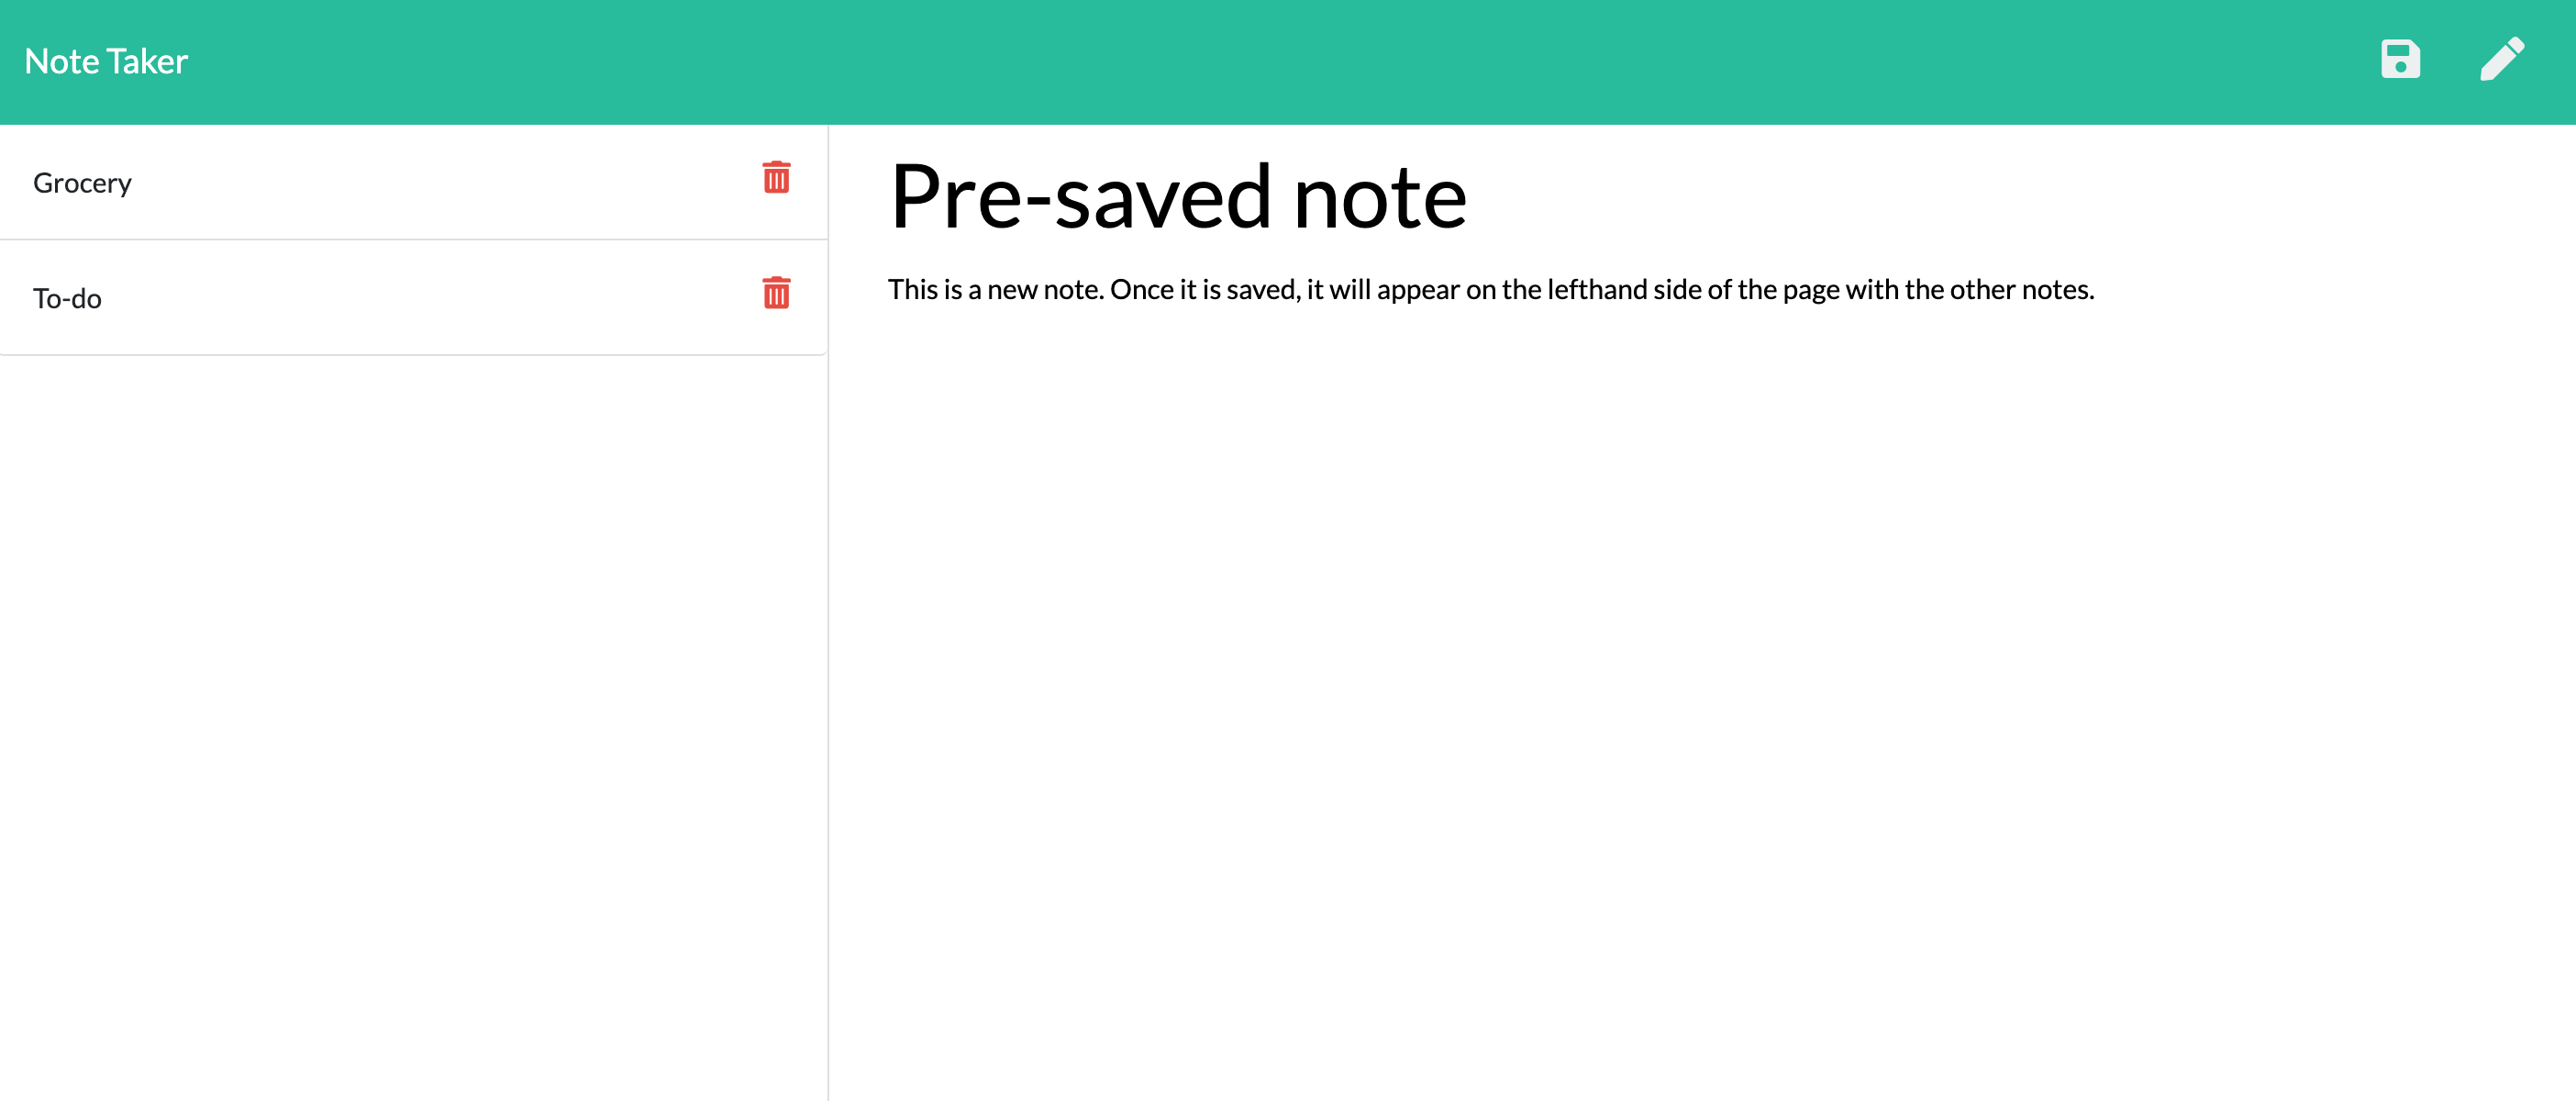 Note Taker
Grocery
To-do
Pre-saved note
This is a new note. Once it is saved, it will appear on the lefthand side of the page with the other notes.